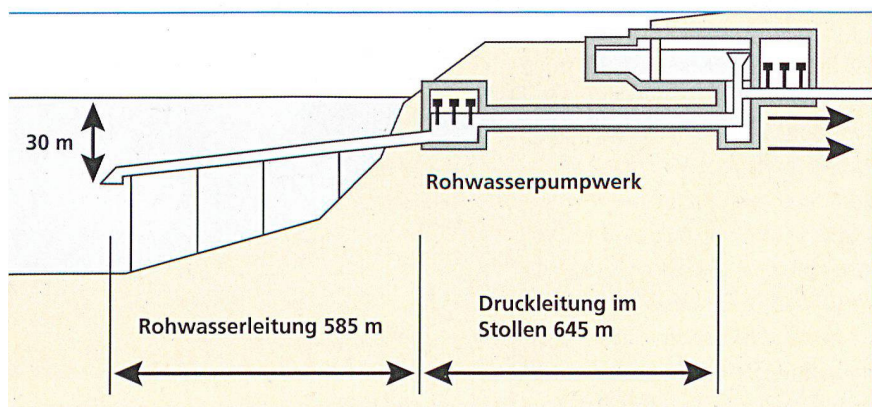 30 m
Rohwasserpumpwerk
Rohwasserleitung 585 m
Druckleitung im
Stollen 645 m